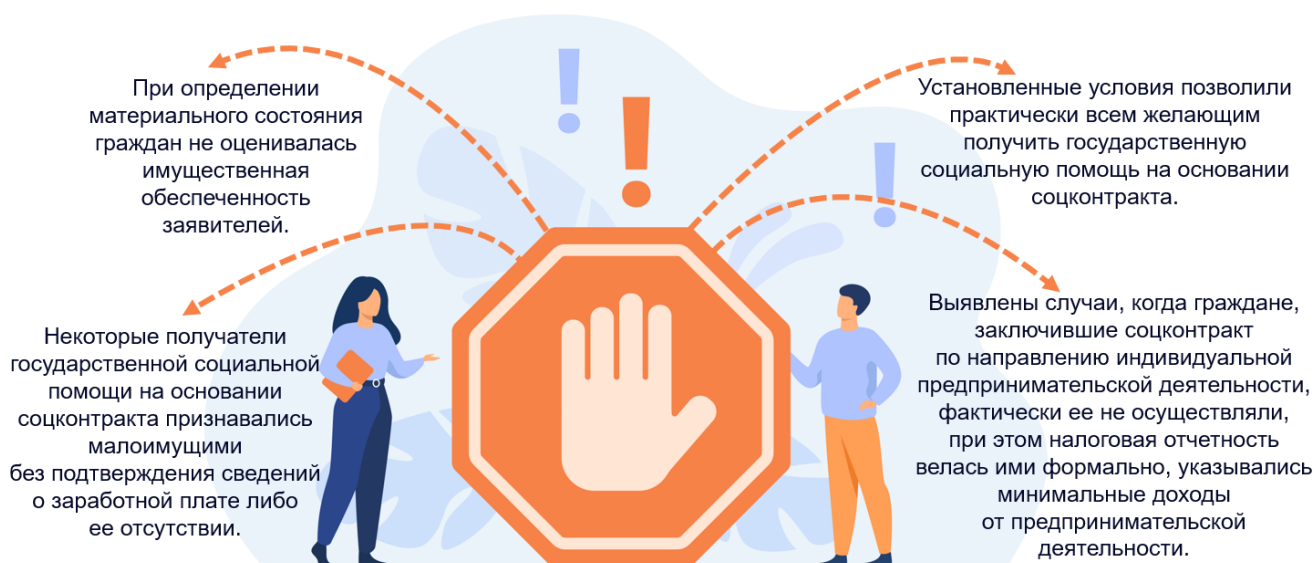 При определении
материального состояния
граждан не оценивалась
имущественная
обеспеченность
заявителей.
Некоторые получатели
государственной социальной
помощи на основании
соцконтракта признавались
малоимущими
без подтверждения сведений
о заработной плате либо
ее отсутствии.
Установленные условия позволили
практически всем желающим
получить государственную
социальную помощь на основании
соцконтракта.
Выявлены случаи, когда граждане,
заключившие соцконтракт
по направлению индивидуальной
предпринимательской деятельности,
фактически ее не осуществляли,
при этом налоговая отчетность
велась ими формально, указывались
минимальные доходы
от предпринимательской
деятельности.